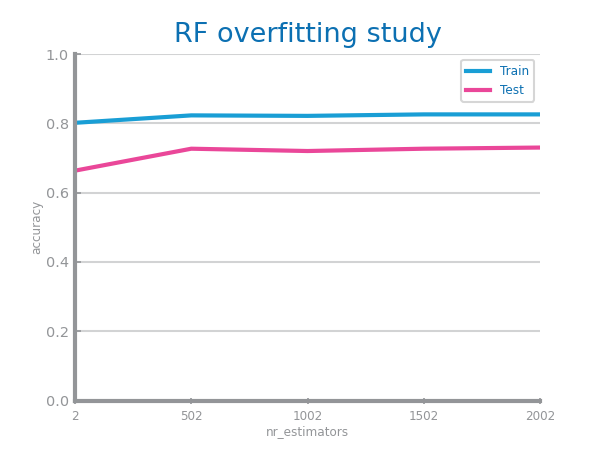 RF overfitting study
1.0
Train
Test
0.8
0.6
accuracy
0.4
0.2
0.0
2 502 1002 1502 2002
nr_estimators